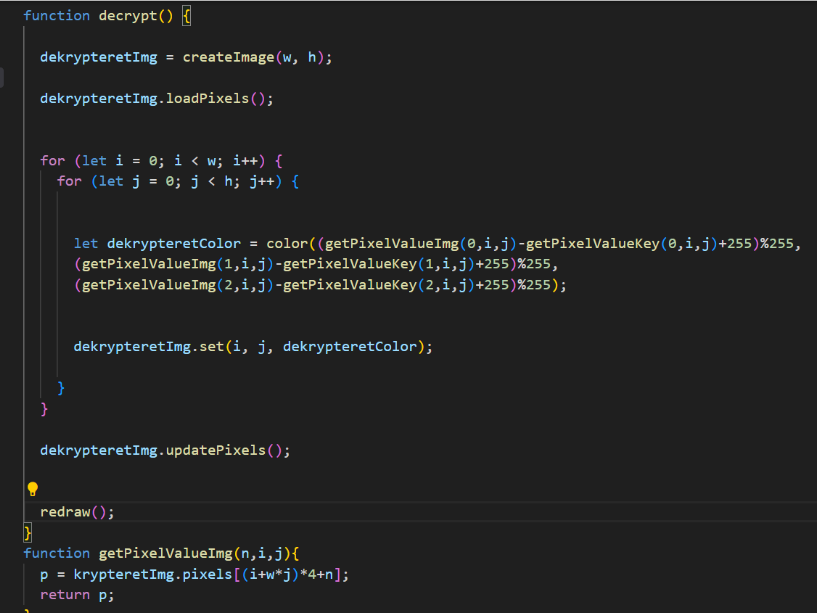 function decrypt() {
dekrypteretImg = createImage(w, h);
dekrypteretImg.loadPixels();
for (let i = 0; i < w; i++) {
for (let j = 0; j < h; j++) {
let dekrypteretColor = color((getPixelValueImg(0,i,j)-getPixelValueKey(0,i,j)+255)%255,
(getPixelValueImg(1,i,j)-getPixelValueKey(1,i,j)+255)%255,
(getPixelValueImg(2,i,j)-getPixelValueKey(2,i,j)+255)%255);
dekrypteretImg.set(i, j, dekrypteretColor);
}
}
dekrypteretImg.updatePixels();
redraw();
}
function getPixelValueImg(n,i,j){
p = krypteretImg.pixels[(i+w*j)*4+n];
return p;